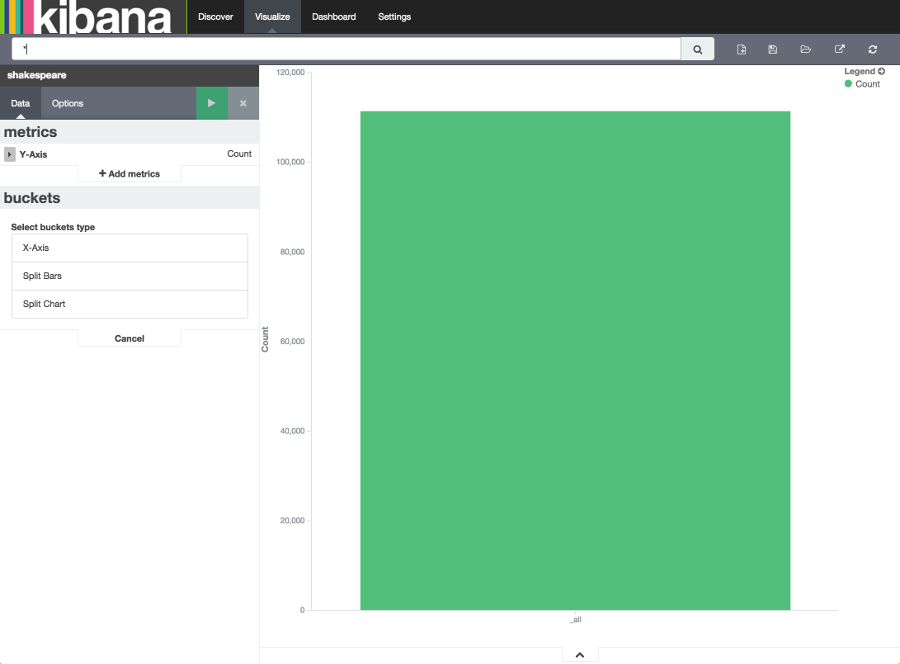 kibana Discover Visualize Dashboard Settings
*
shakespeare
Data Options
metrics
Y-Axis Count
Add metrics
buckets
Select buckets type
X-Axis
Split Bars
Split Chart
Cancel
Legend
Count
120,000
100,000
80,000
60,000
40,000
20,000
0
Count
_all